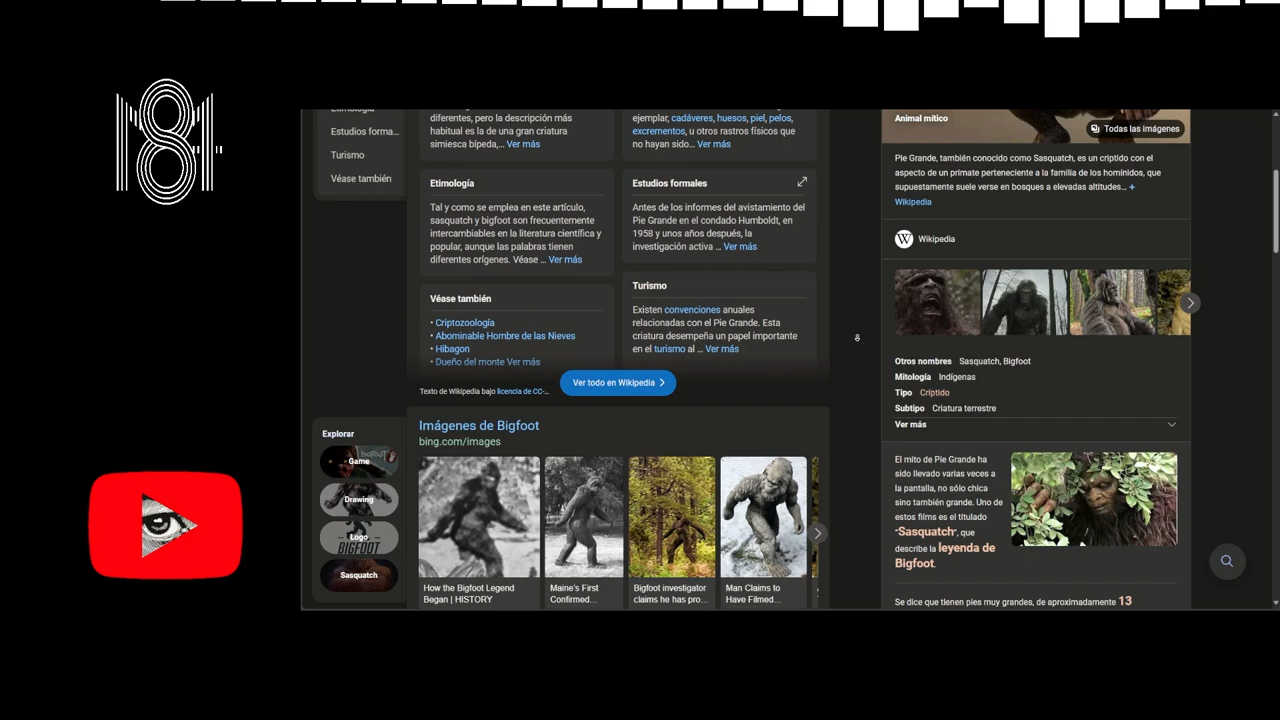 181
Estudios forma...
Turismo
Véase también
diferentes, pero la descripción más
habitual es la de una gran criatura
simiesca bípeda,... Ver más
ejemplar, cadáveres, huesos, piel, pelos,
excrementos, u otros rastros físicos que
no hayan sido... Ver más
Etimología
Tal y como se emplea en este artículo,
sasquatch y bigfoot son frecuentemente
intercambiables en la literatura científica y
popular, aunque las palabras tienen
diferentes orígenes. Véase ... Ver más
Estudios formales
Antes de los informes del avistamiento del
Pie Grande en el condado Humboldt, en
1958 y unos años después, la
investigación activa ... Ver más
Véase también
• Criptozoología
• Abominable Hombre de las Nieves
• Hibagon
• Dueño del monte Ver más
Turismo
Existen convenciones anuales
relacionadas con el Pie Grande. Esta
criatura desempeña un papel importante
en el turismo al ... Ver más
Texto de Wikipedia bajo licencia de CC-...
Ver todo en Wikipedia
Explorar
Game
Drawing
Logo
BIGFOOT
Sasquatch
Imágenes de Bigfoot
bing.com/images
How the Bigfoot Legend
Began | HISTORY
Maine's First
Confirmed...
Bigfoot investigator
claims he has pro...
Man Claims to
Have Filmed...
Animal mítico
Todas las imágenes
Pie Grande, también conocido como Sasquatch, es un críptido con el
aspecto de un primate perteneciente a la familia de los homínidos, que
supuestamente suele verse en bosques a elevadas altitudes... +
Wikipedia
W Wikipedia
Otros nombres Sasquatch, Bigfoot
Mitología Indígenas
Tipo Críptido
Subtipo Criatura terrestre
Ver más
El mito de Pie Grande ha
sido llevado varias veces a
la pantalla, no sólo chica
sino también grande. Uno de
estos films es el titulado
"Sasquatch", que
describe la leyenda de
Bigfoot.
Se dice que tienen pies muy grandes, de aproximadamente 13